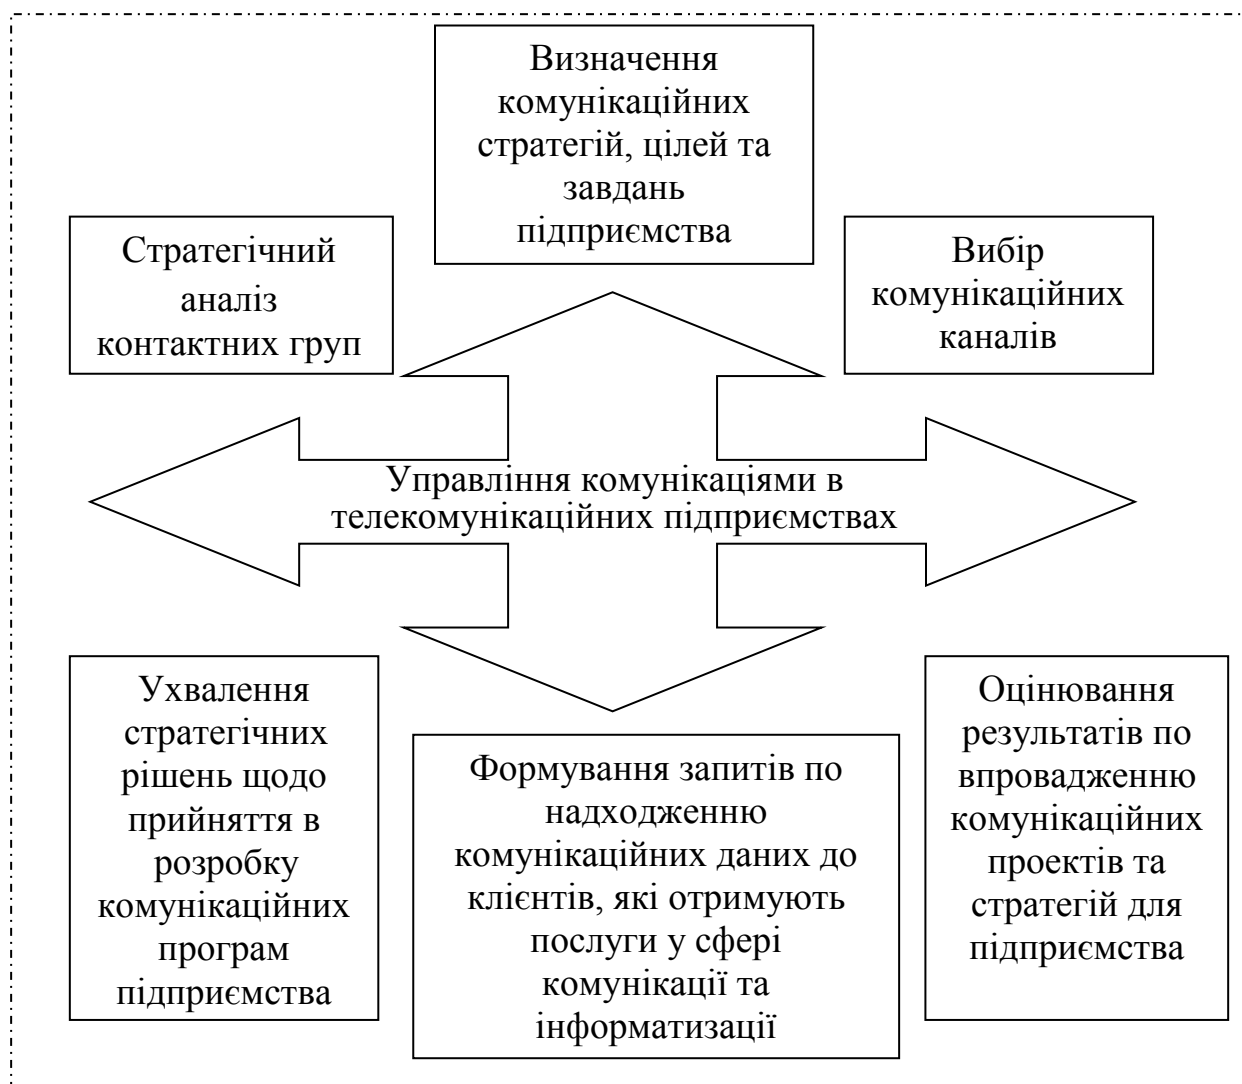 Визначення
комунікаційних
стратегій, цілей та
завдань
підприємства
Стратегічний
аналіз
контактних груп
Вибір
комунікаційних
каналів
Управління комунікаціями в
телекомунікаційних підприємствах
Ухвалення
стратегічних
рішень щодо
прийняття в
розробку
комунікаційних
програм
підприємства
Формування запитів по
надходженню
комунікаційних даних до
клієнтів, які отримують
послуги у сфері
комунікації та
інформатизації
Оцінювання
результатів по
впровадженню
комунікаційних
проектів та
стратегій для
підприємства